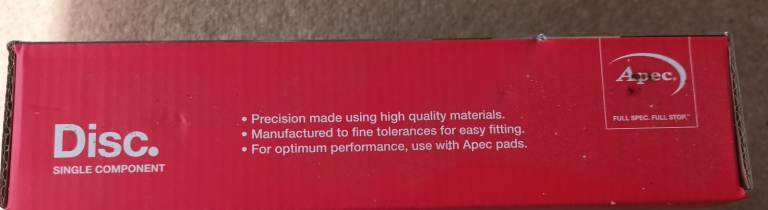 Disc.
SINGLE COMPONENT
• Precision made using high quality materials.
• Manufactured to fine tolerances for easy fitting.
• For optimum performance, use with Apec pads.
Apec®
FULL SPEC. FULL STOP.™